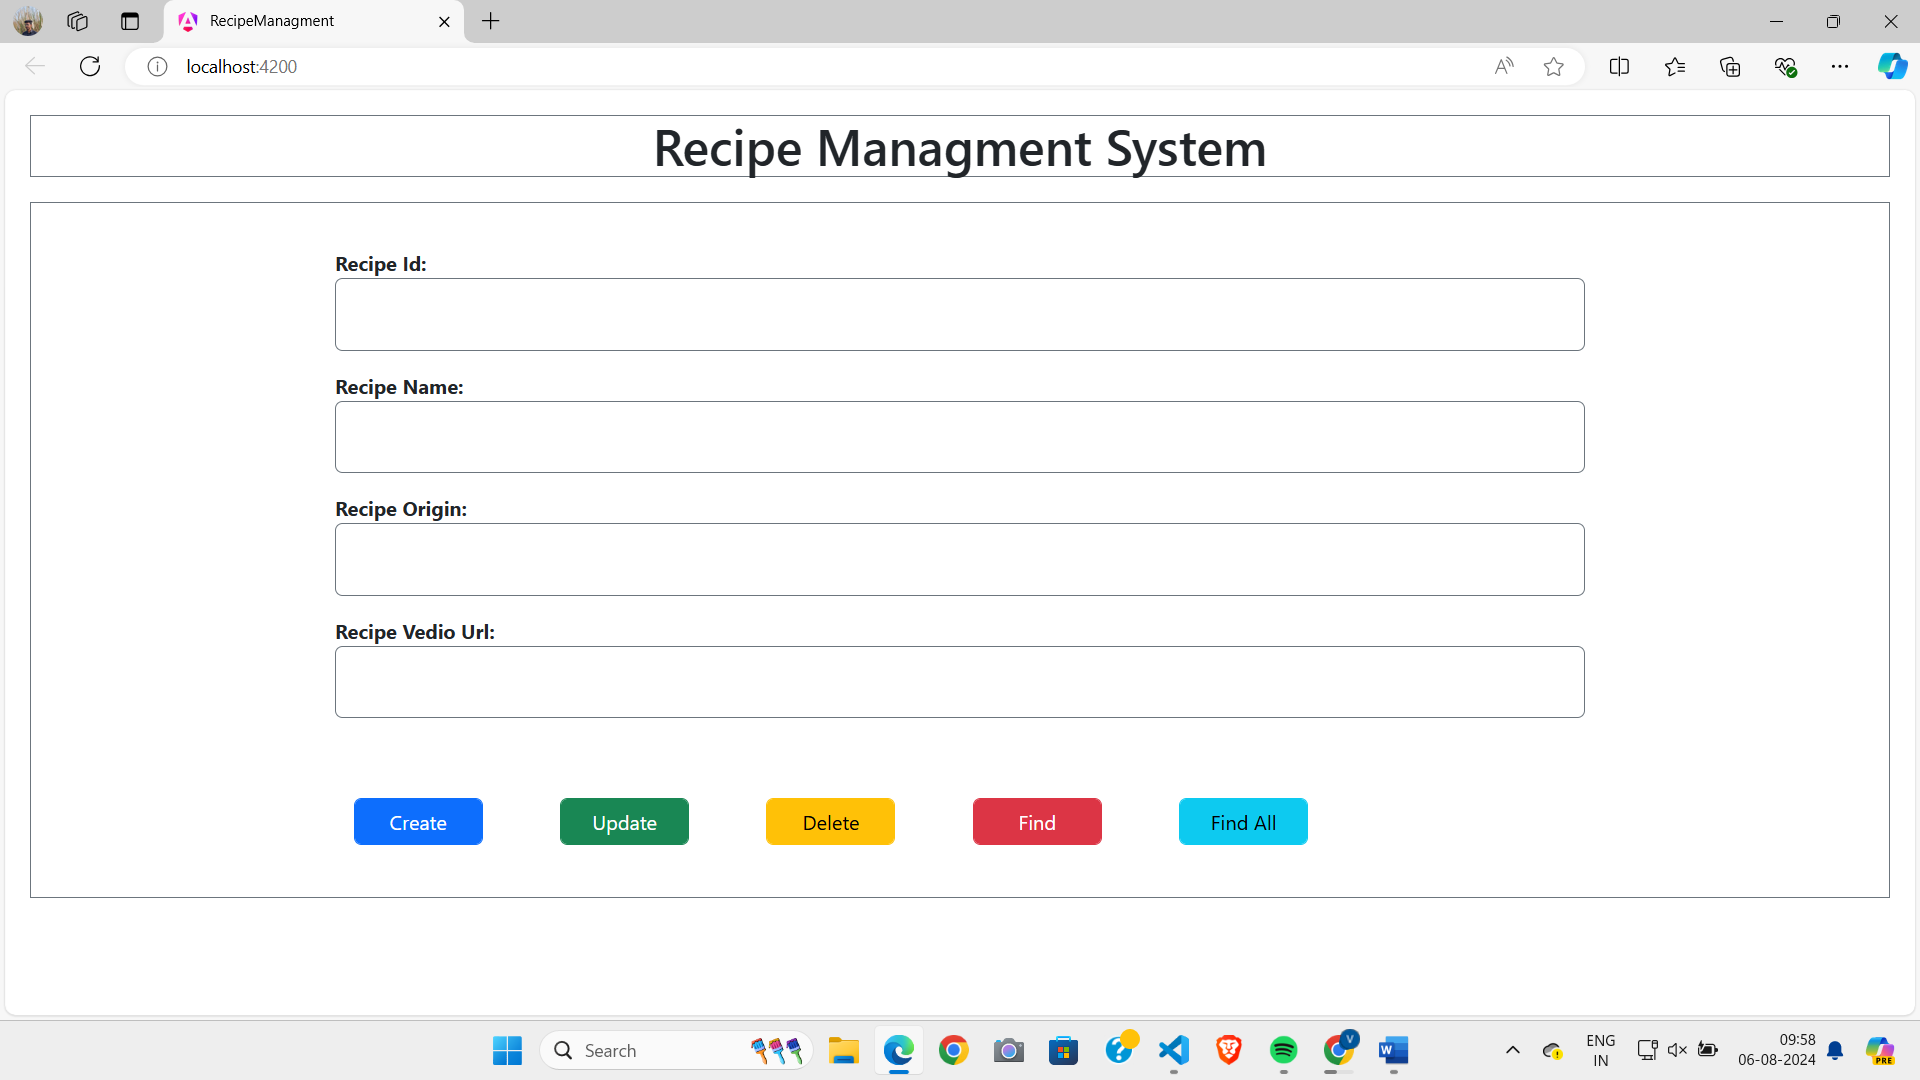 RecipeManagment
localhost:4200
Recipe Managment System
Recipe Id:
Recipe Name:
Recipe Origin:
Recipe Vedio Url:
Create Update Delete Find Find All
Search
ENG
IN
09:58
06-08-2024
PRE